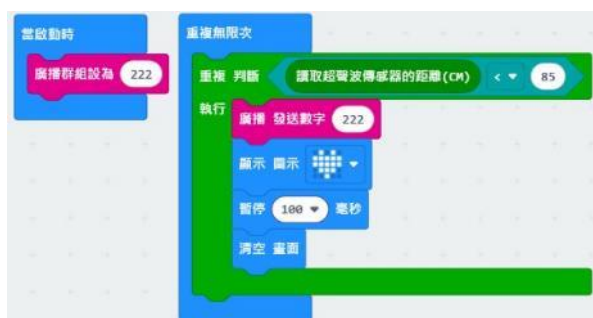 當啟動時
廣播群組設為 222
重複無限次
重複 判斷 讀取超聲波傳感器的距離(CM) < 85
執行
廣播 發送數字 222
顯示 圖示
暫停 100 毫秒
清空 畫面